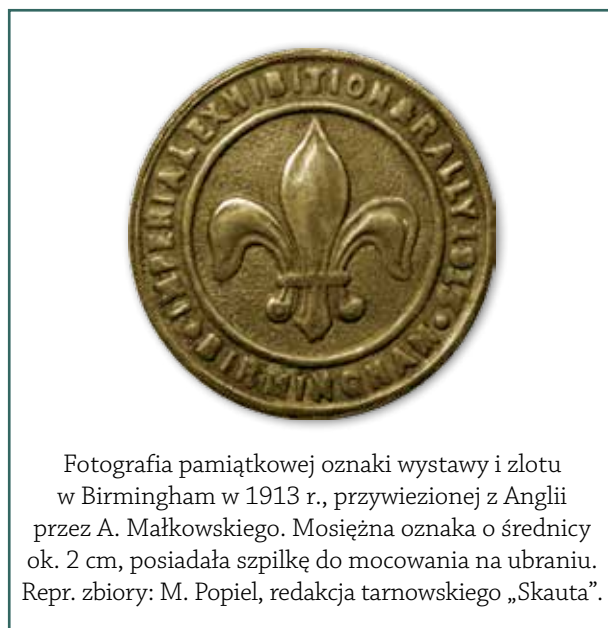 IMPERIAL EXHIBITION & RALLY 1913
• BIRMINGHAM •
Fotografia pamiątkowej oznaki wystawy i zlotu
w Birmingham w 1913 r., przywiezionej z Anglii
przez A. Małkowskiego. Mosiężna oznaka o średnicy
ok. 2 cm, posiadała szpilkę do mocowania na ubraniu.
Repr. zbiory: M. Popiel, redakcja tarnowskiego „Skauta”.